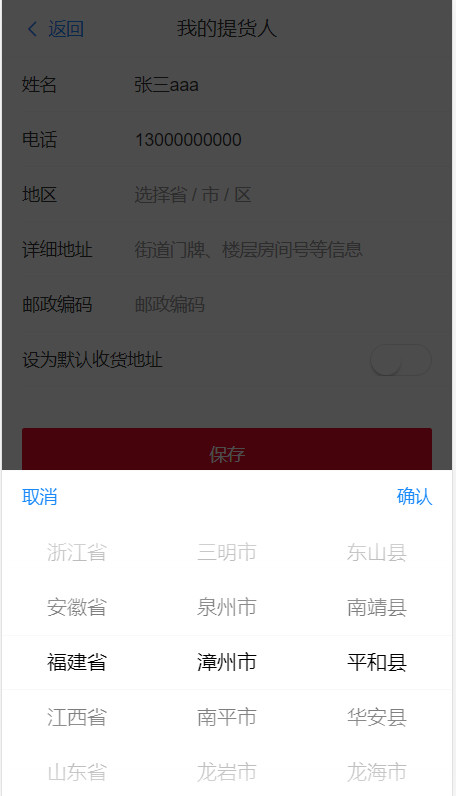 返回 我的提货人
姓名 张三aaa
电话 13000000000
地区 选择省 / 市 / 区
详细地址 街道门牌、楼层房间号等信息
邮政编码 邮政编码
设为默认收货地址
保存
取消 确认
浙江省 三明市 东山县
安徽省 泉州市 南靖县
福建省 漳州市 平和县
江西省 南平市 华安县
山东省 龙岩市 龙海市